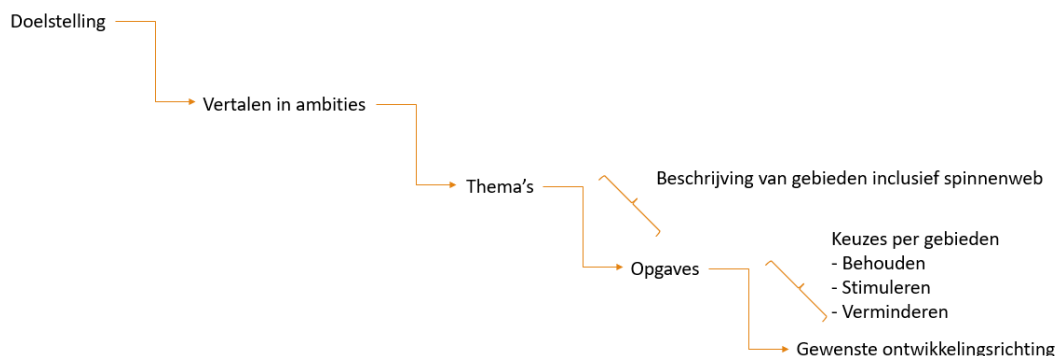 Doelstelling
Vertalen in ambities
Thema's
Beschrijving van gebieden inclusief spinnenweb
Opgaves
Keuzes per gebieden
- Behouden
- Stimuleren
- Verminderen
Gewenste ontwikkelingsrichting